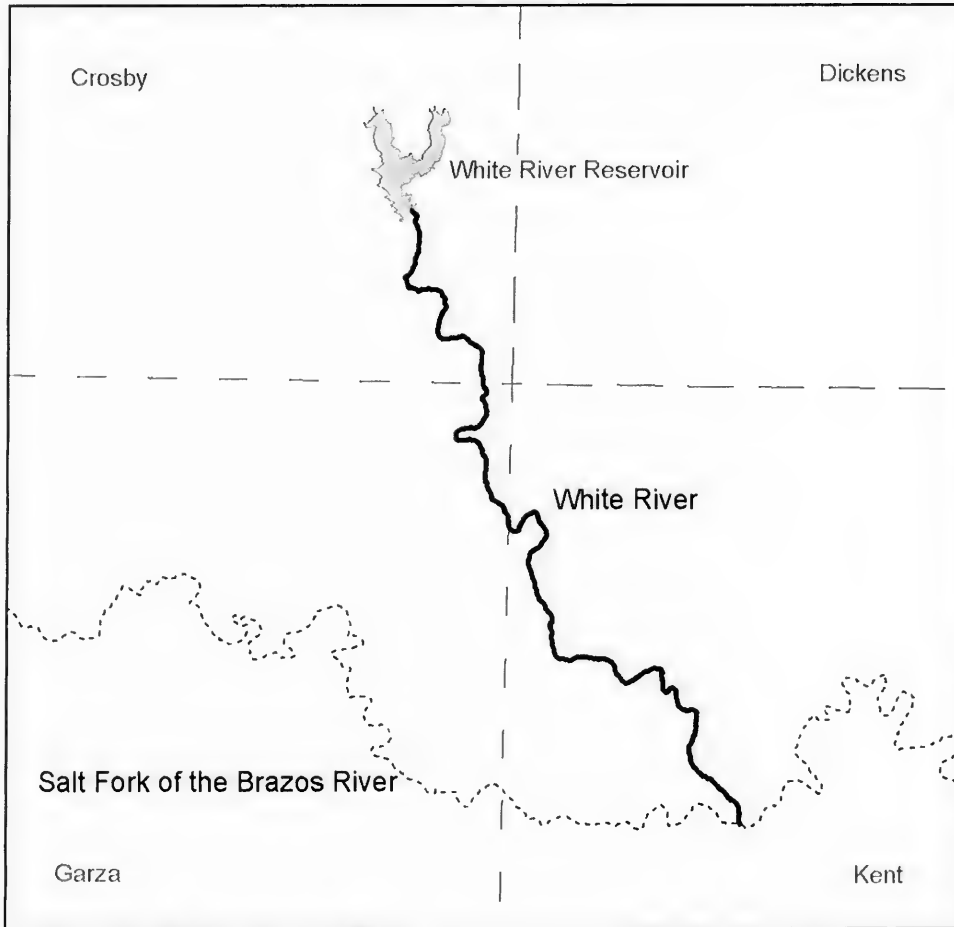 Crosby
Dickens
White River Reservoir
White River
Salt Fork of the Brazos River
Garza
Kent